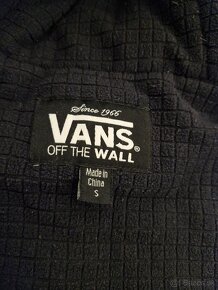 Since 1966
VANS
OFF THE WALL®
Made in
China
S